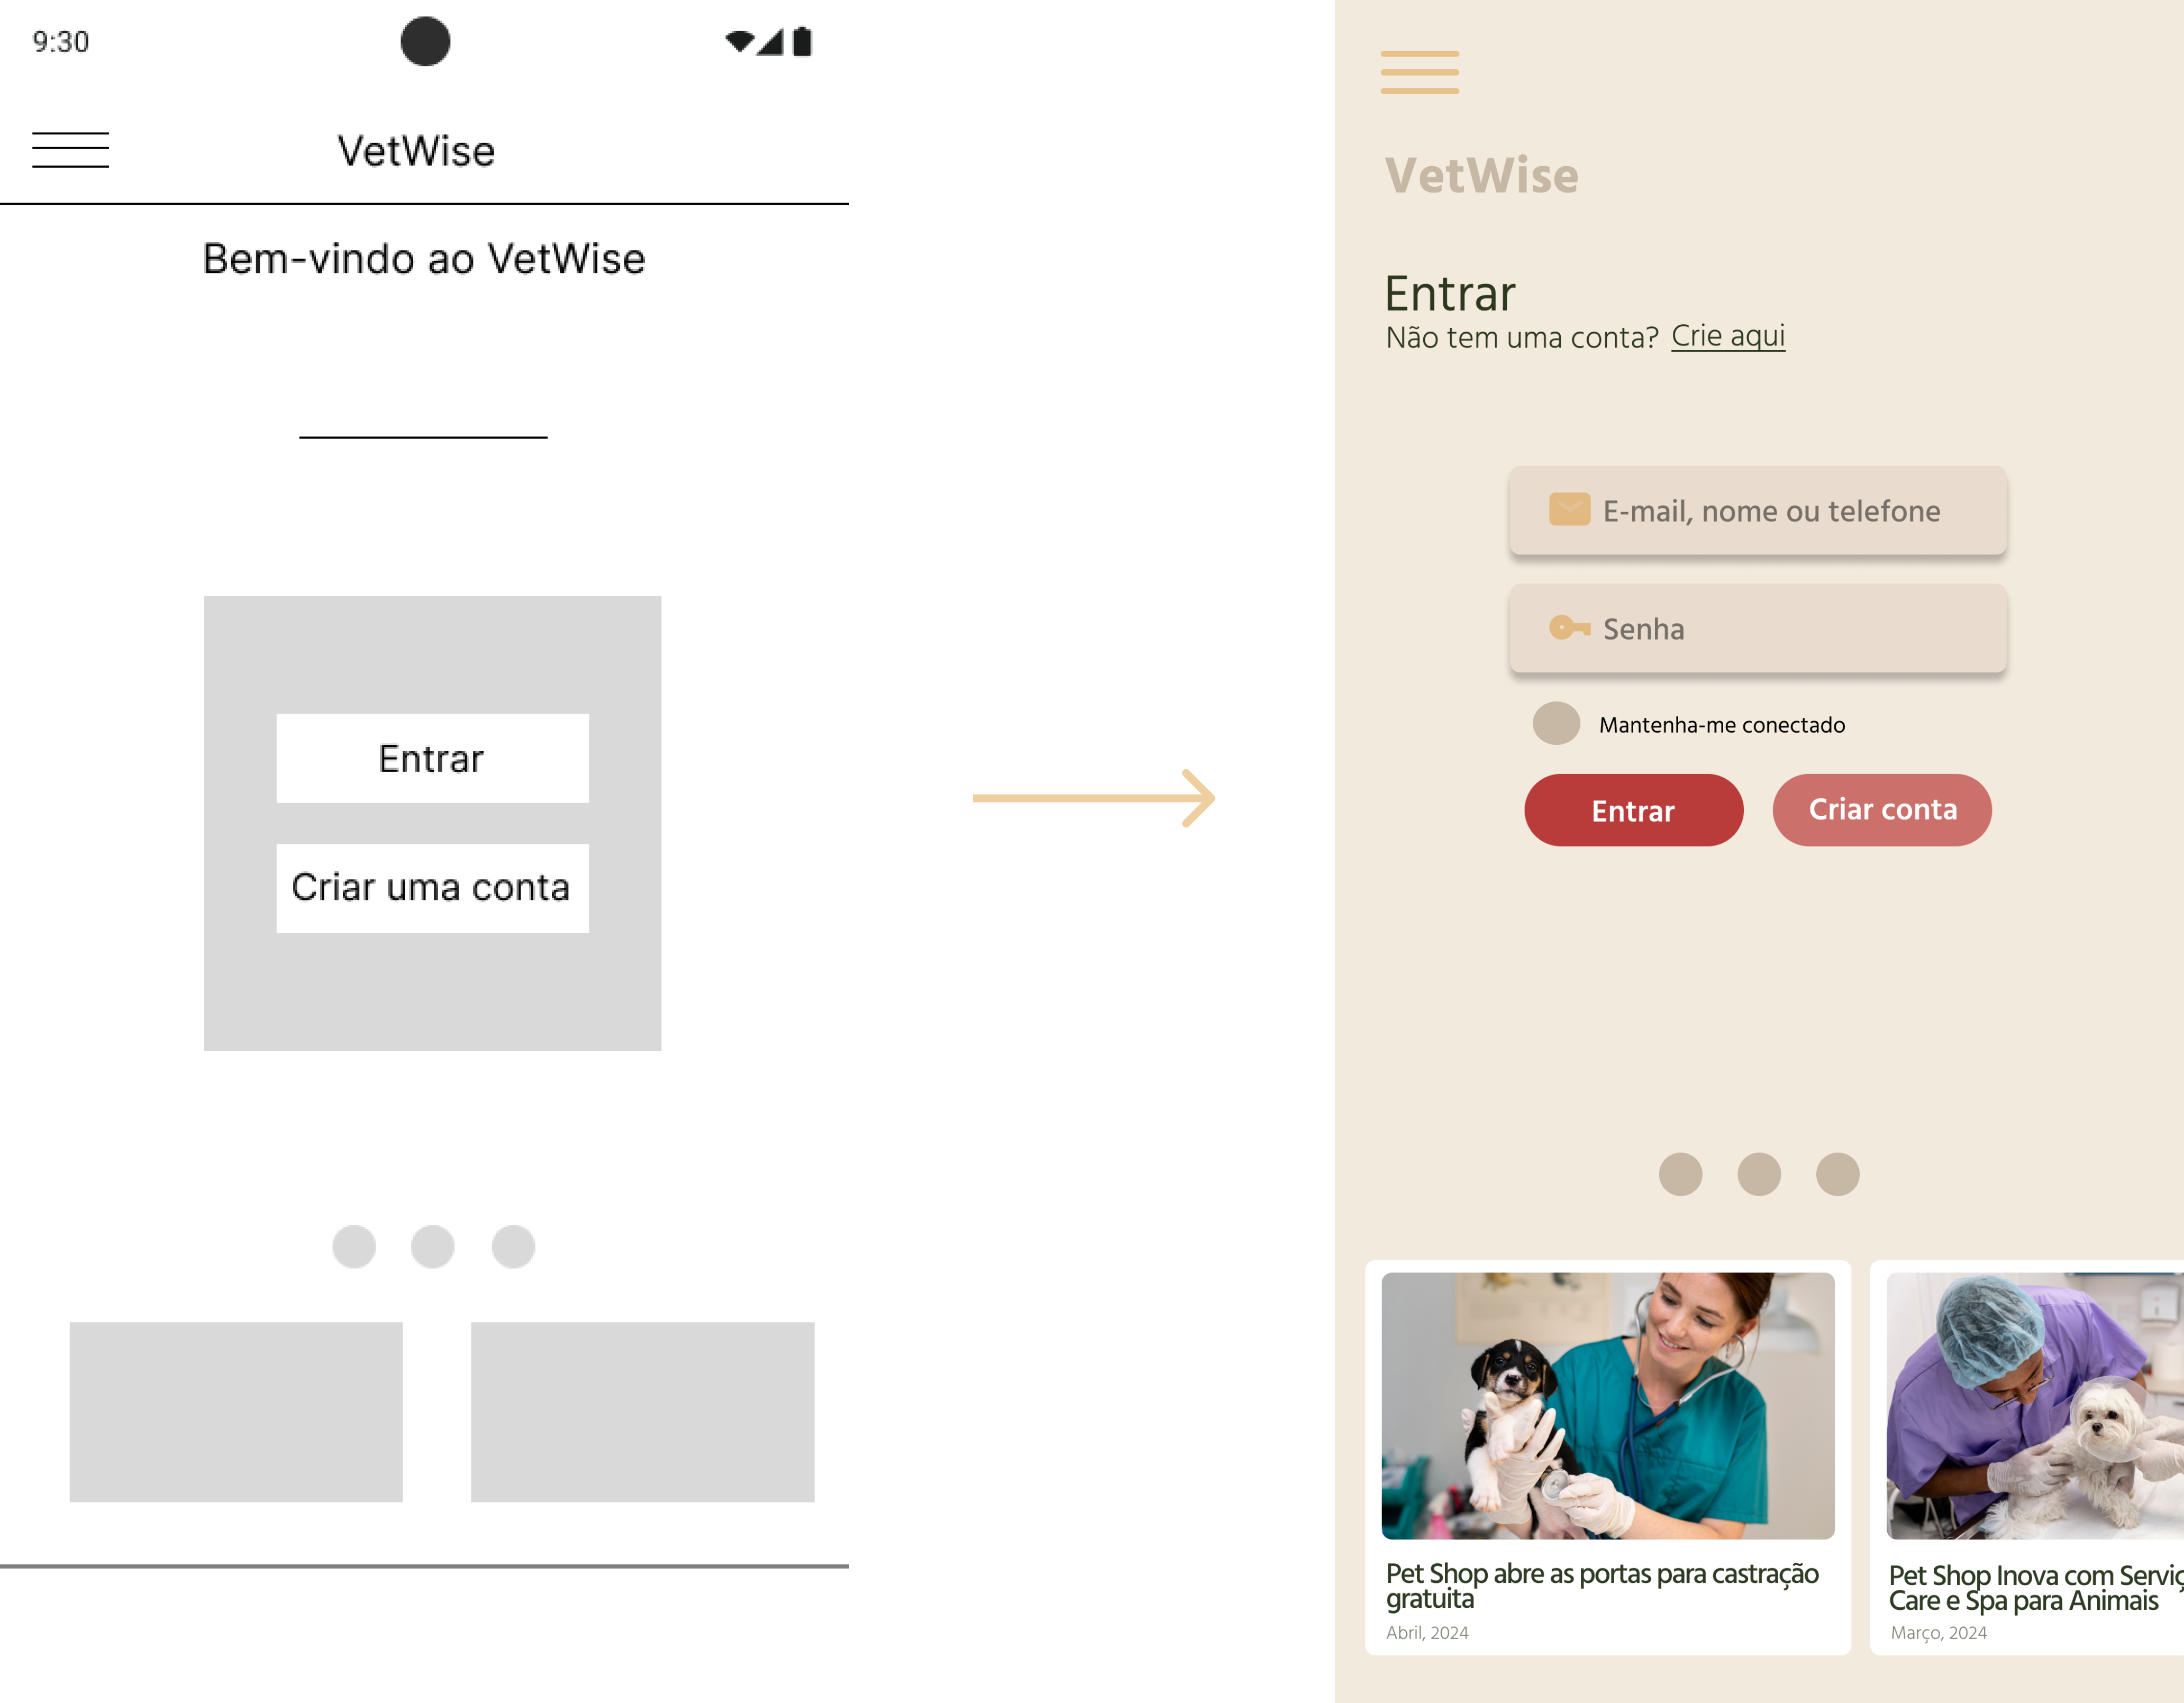 9:30
VetWise
Bem-vindo ao VetWise
Entrar
Criar uma conta
VetWise
Entrar
Não tem uma conta? Crie aqui
E-mail, nome ou telefone
Senha
Mantenha-me conectado
Entrar
Criar conta
Pet Shop abre as portas para castração
gratuita
Abril, 2024
Pet Shop Inova com
Care e Spa para Animais
Março, 2024